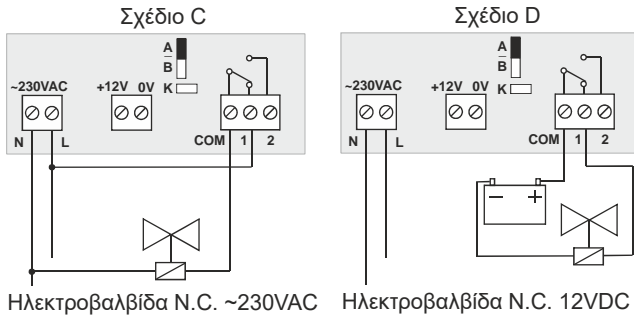 Σχέδιο C
A
B
~230VAC +12V 0V K
N L COM 1 2
Ηλεκτροβαλβίδα N.C. ~230VAC
Σχέδιο D
A
B
~230VAC +12V 0V K
N L COM 1 2
− +
Ηλεκτροβαλβίδα N.C. 12VDC